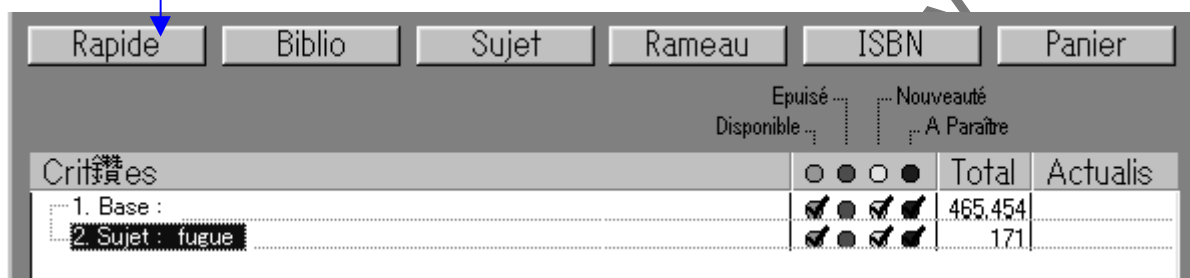 Rapide Biblio Sujet Rameau ISBN Panier
Epuisé Nouveauté
Disponible A Paraître
Crit鑽es Total Actualis
1. Base : 465.454
2. Sujet : fugue 171